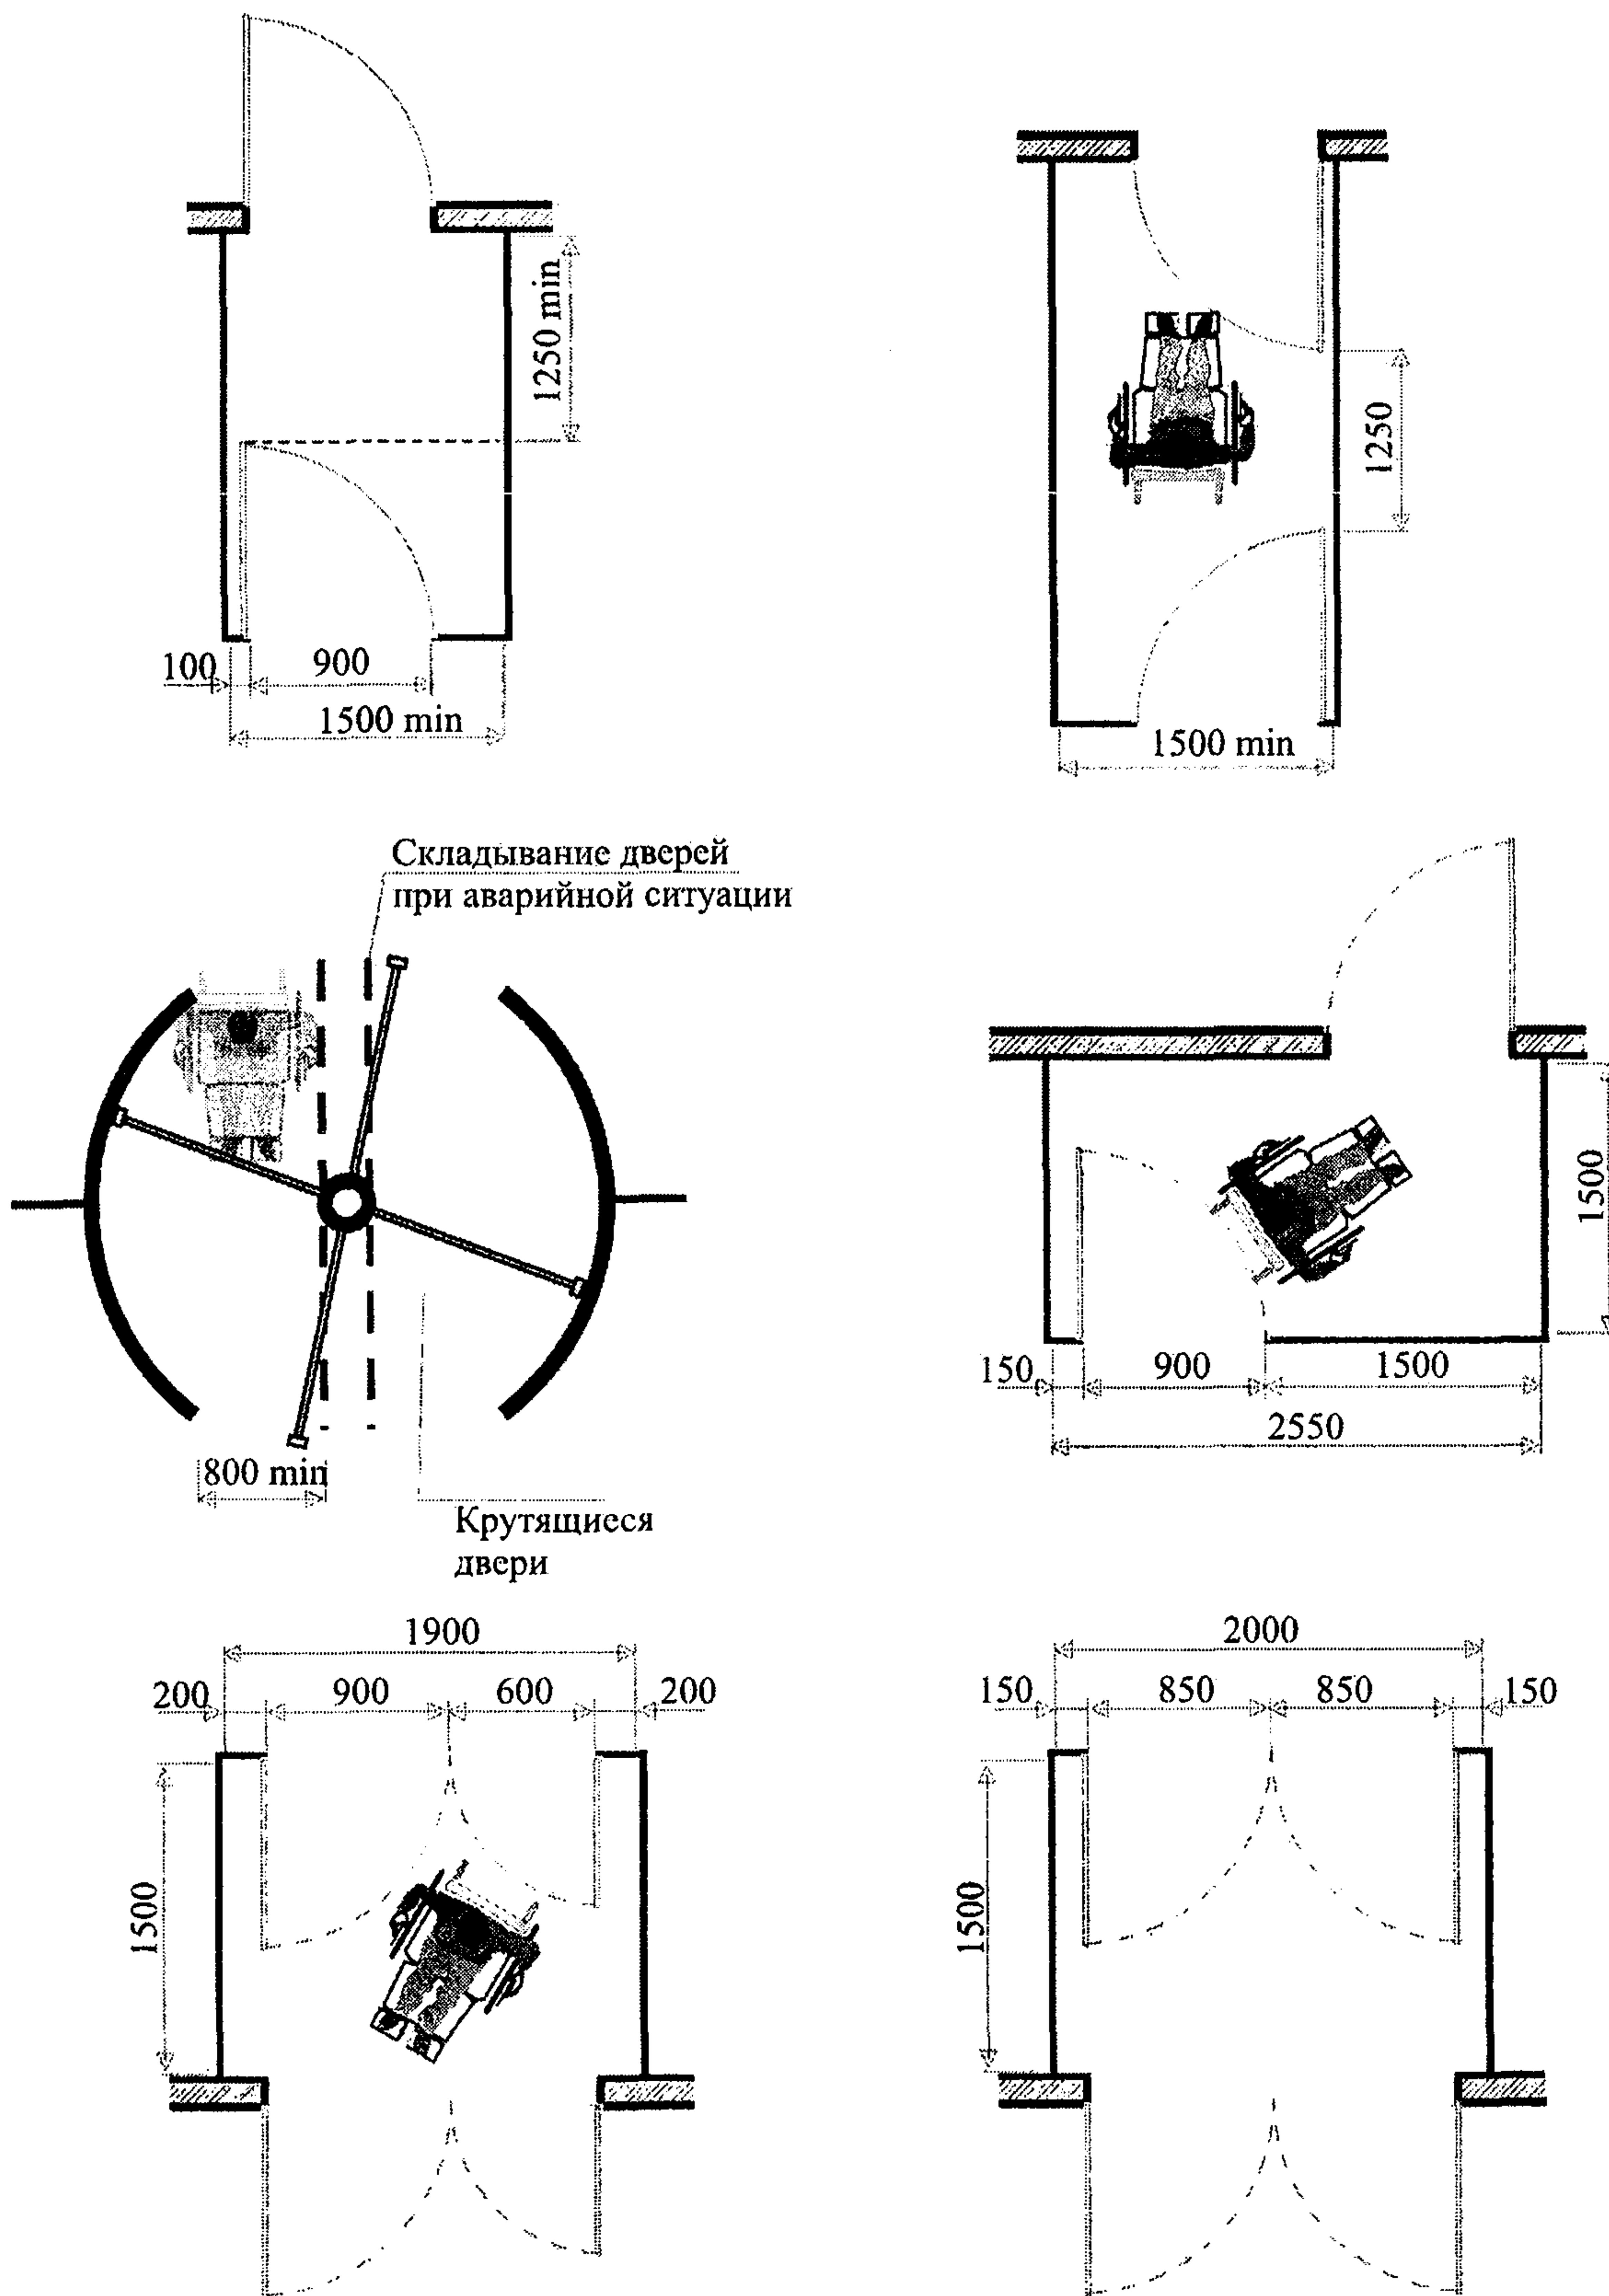 1250 min
100
900
1500 min
1250
1500 min
Складывание дверей
при аварийной ситуации
800 min
Крутящиеся
двери
1500
150
900
1500
2550
1900
200
900
600
200
1500
2000
150
850
850
150
1500